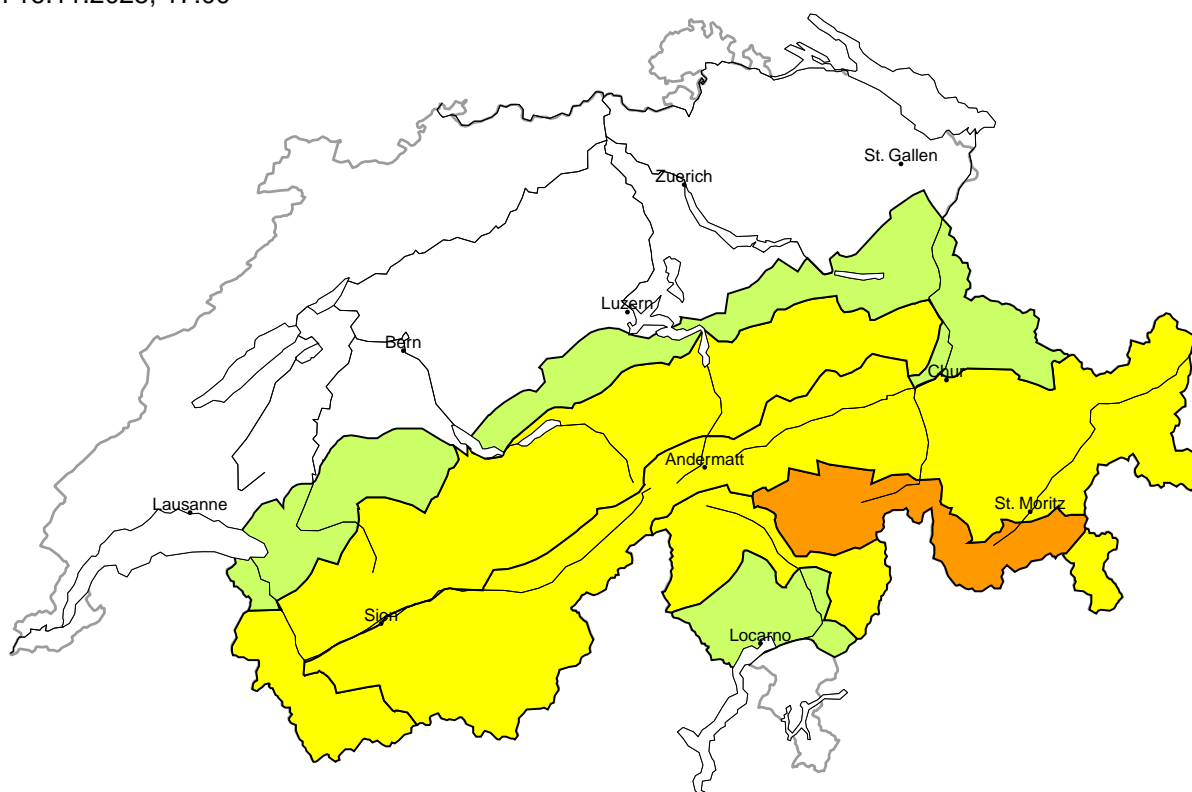 St. Gallen
Zuerich
Luzern
Bern
Chur
Andermatt
Lausanne
St. Moritz
Sion
Locarno